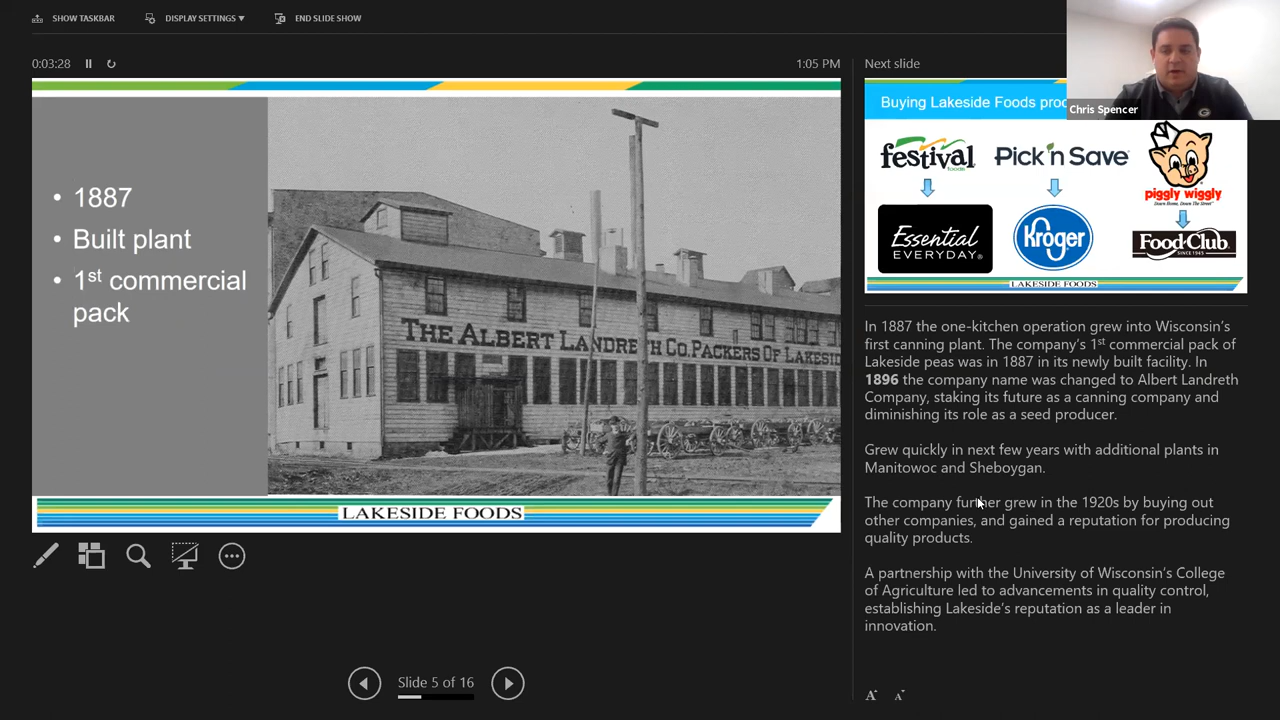 SHOW TASKBAR
DISPLAY SETTINGS ▾
END SLIDE SHOW
0:03:28
1:05 PM
• 1887
• Built plant
• 1st commercial
pack
THE ALBERT LANDRETH CO. PACKERS OF LAKESID
LAKESIDE FOODS
Slide 5 of 16
Next slide
Chris Spencer
Buying Lakeside Foods pro
festival
foods
Pick'n Save
piggly wiggly
Down Home, Down The Street
Essential
EVERYDAY®
Kroger
Food Club
SINCE 1945
LAKESIDE FOODS
In 1887 the one-kitchen operation grew into Wisconsin's
first canning plant. The company's 1st commercial pack of
Lakeside peas was in 1887 in its newly built facility. In
1896 the company name was changed to Albert Landreth
Company, staking its future as a canning company and
diminishing its role as a seed producer.
Grew quickly in next few years with additional plants in
Manitowoc and Sheboygan.
The company further grew in the 1920s by buying out
other companies, and gained a reputation for producing
quality products.
A partnership with the University of Wisconsin's College
of Agriculture led to advancements in quality control,
establishing Lakeside's reputation as a leader in
innovation.
A A